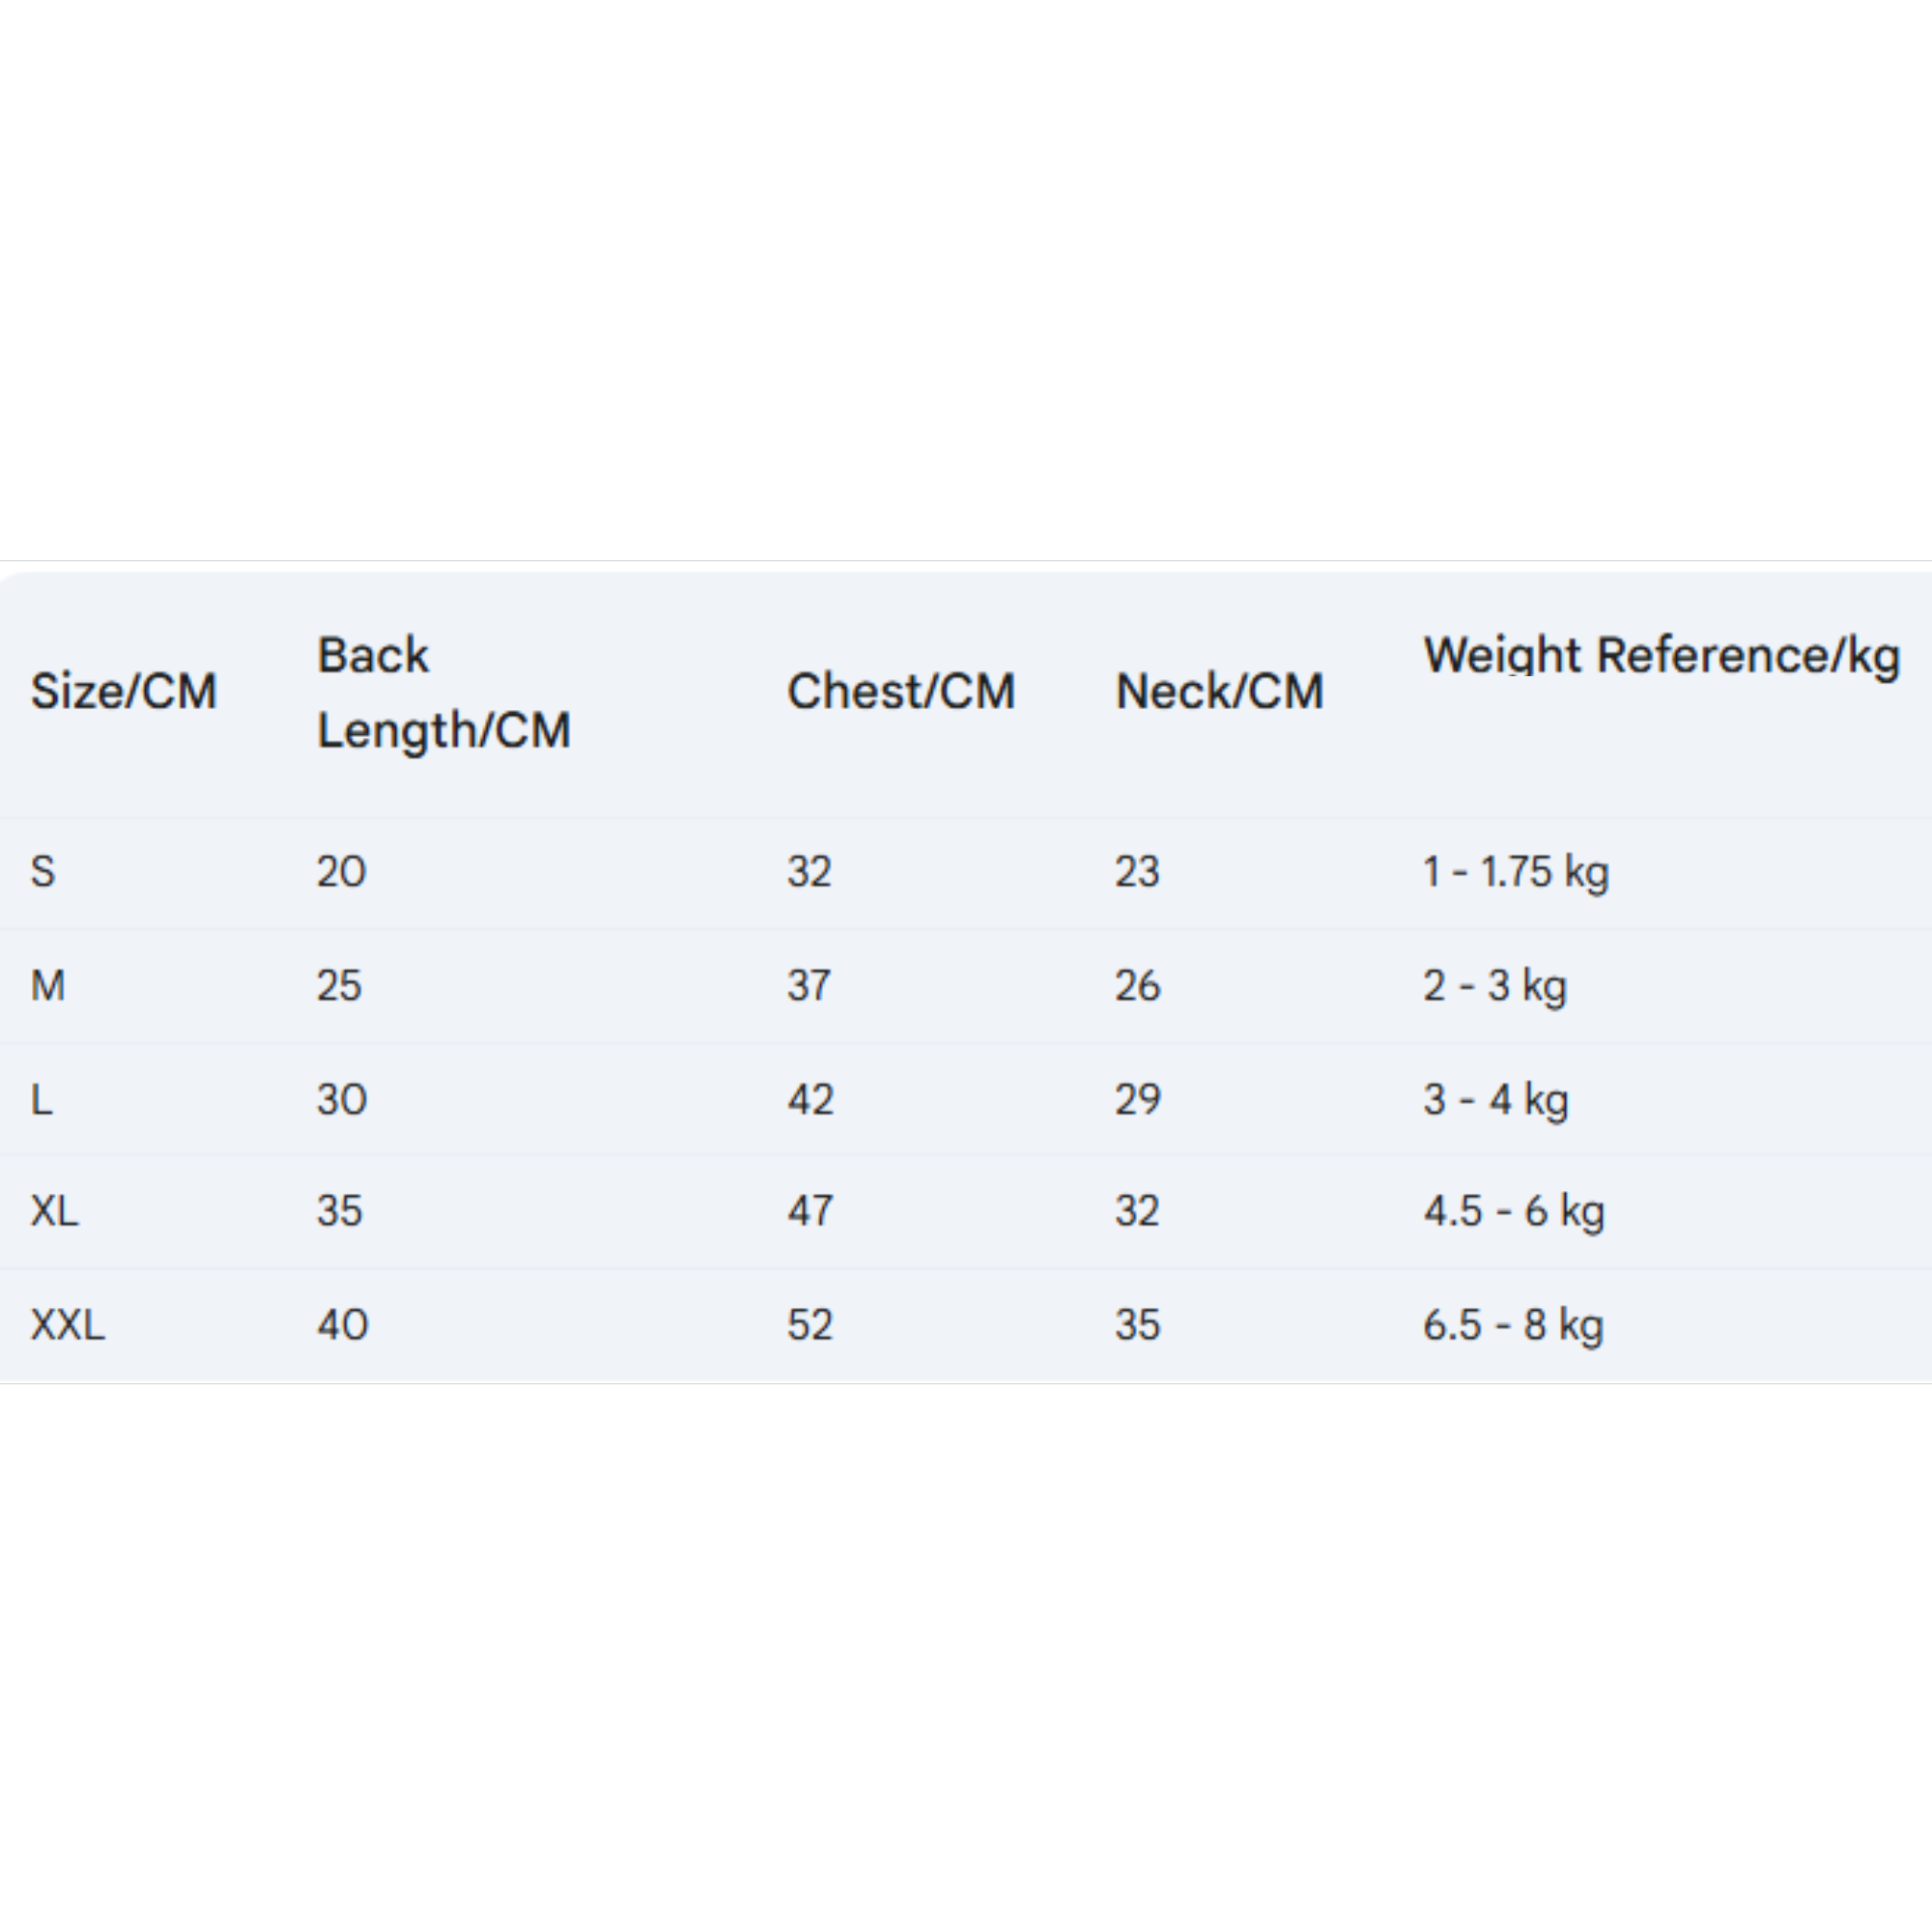 Size/CM Back Length/CM Chest/CM Neck/CM Weight Reference/kg
S 20 32 23 1 - 1.75 kg
M 25 37 26 2 - 3 kg
L 30 42 29 3 - 4 kg
XL 35 47 32 4.5 - 6 kg
XXL 40 52 35 6.5 - 8 kg